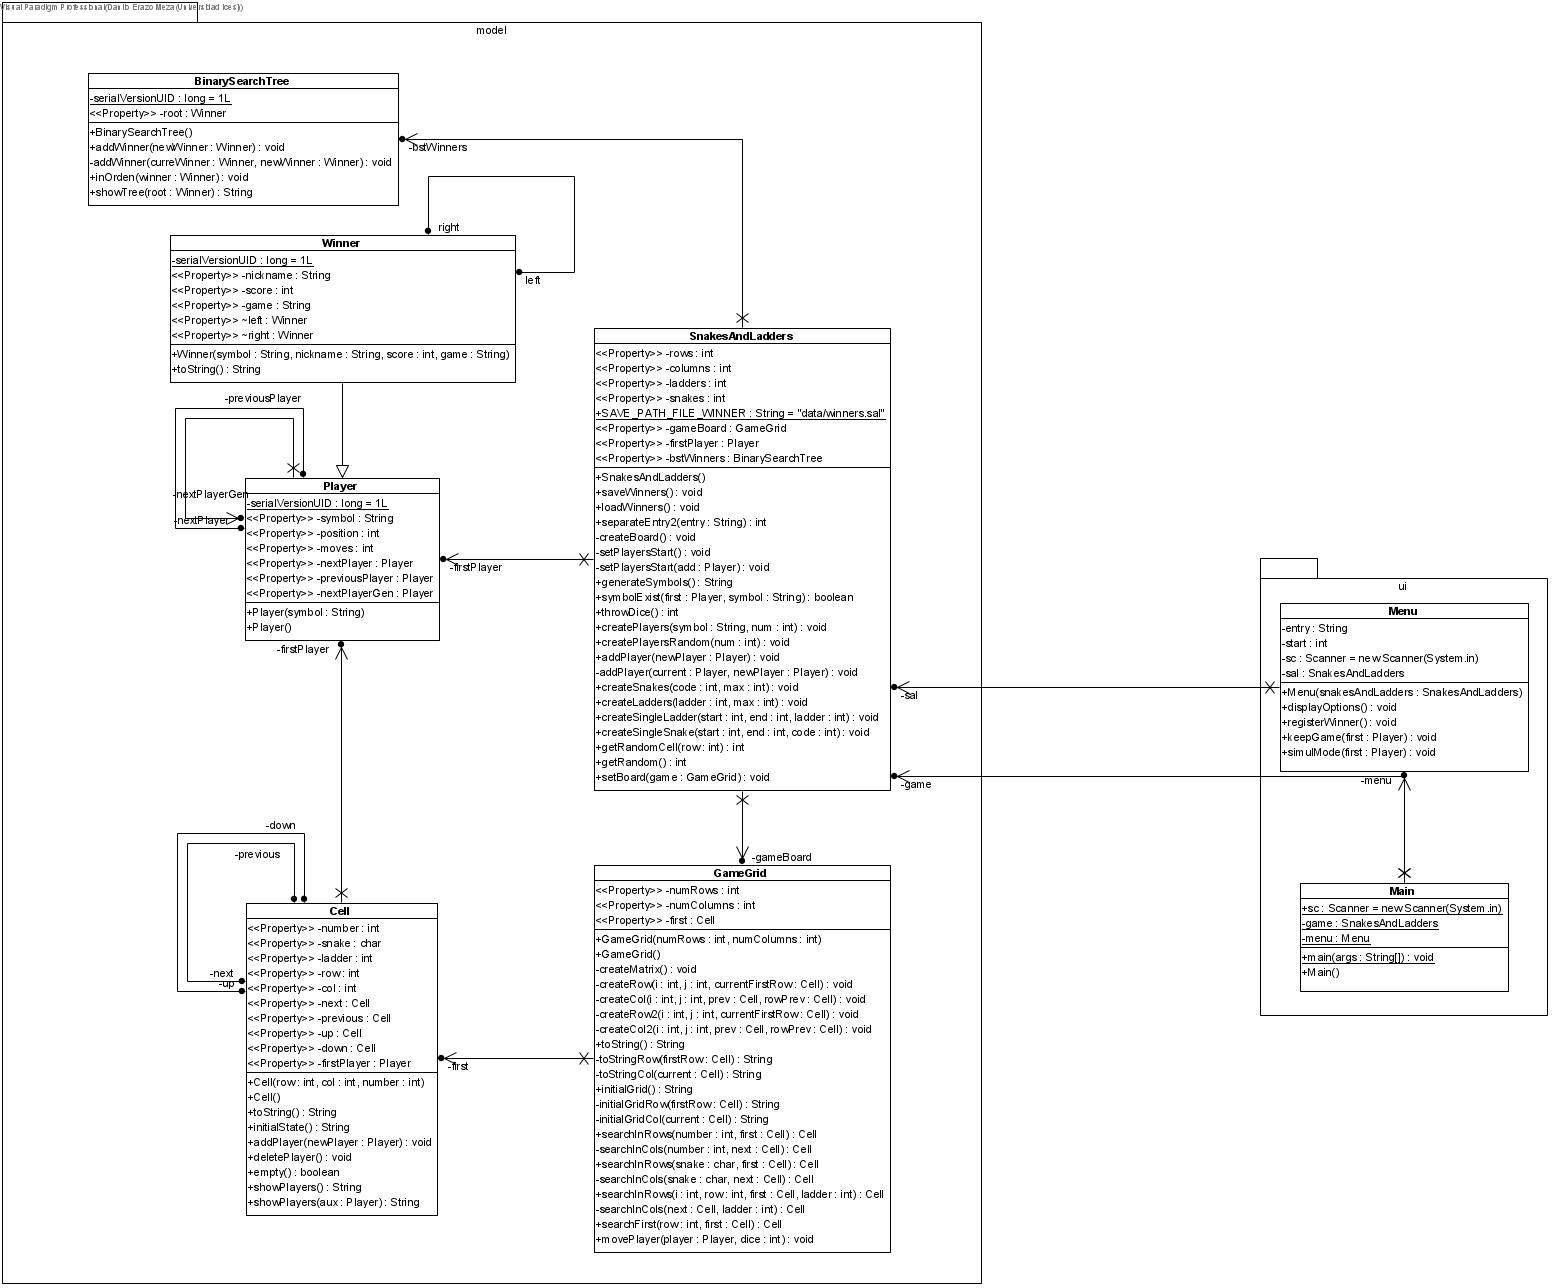 Visual Paradigm Professional(Danilo Erazo Meza(Universidad Icesi))
model
BinarySearchTree
-serialVersionUID : long = 1L
<<Property>> -root : Winner
+BinarySearchTree()
+addWinner(newWinner : Winner) : void
-addWinner(curreWinner : Winner, newWinner : Winner) : void
+inOrden(winner : Winner) : void
+showTree(root : Winner) : String
-bstWinners
right
left
Winner
-serialVersionUID : long = 1L
<<Property>> -nickname : String
<<Property>> -score : int
<<Property>> -game : String
<<Property>> ~left : Winner
<<Property>> ~right : Winner
+Winner(symbol : String, nickname : String, score : int, game : String)
+toString() : String
-previousPlayer
-nextPlayerGen
-nextPlayer
Player
-serialVersionUID : long = 1L
<<Property>> -symbol : String
<<Property>> -position : int
<<Property>> -moves : int
<<Property>> -nextPlayer : Player
<<Property>> -previousPlayer : Player
<<Property>> -nextPlayerGen : Player
+Player(symbol : String)
+Player()
-firstPlayer
-firstPlayer
SnakesAndLadders
<<Property>> -rows : int
<<Property>> -columns : int
<<Property>> -ladders : int
<<Property>> -snakes : int
+SAVE_PATH_FILE_WINNER : String = "data/winners.sal"
<<Property>> -gameBoard : GameGrid
<<Property>> -firstPlayer : Player
<<Property>> -bstWinners : BinarySearchTree
+SnakesAndLadders()
+saveWinners() : void
+loadWinners() : void
+separateEntry2(entry : String) : int
-createBoard() : void
-setPlayersStart() : void
-setPlayersStart(add : Player) : void
+generateSymbols() : String
+symbolExist(first : Player, symbol : String) : boolean
+throwDice() : int
+createPlayers(symbol : String, num : int) : void
+createPlayersRandom(num : int) : void
+addPlayer(newPlayer : Player) : void
-addPlayer(current : Player, newPlayer : Player) : void
+createSnakes(code : int, max : int) : void
+createLadders(ladder : int, max : int) : void
+createSingleLadder(start : int, end : int, ladder : int) : void
+createSingleSnake(start : int, end : int, code : int) : void
+getRandomCell(row : int) : int
+getRandom() : int
+setBoard(game : GameGrid) : void
-sal
-game
-gameBoard
ui
Menu
-entry : String
-start : int
-sc : Scanner = new Scanner(System.in)
-sal : SnakesAndLadders
+Menu(snakesAndLadders : SnakesAndLadders)
+displayOptions() : void
+registerWinner() : void
+keepGame(first : Player) : void
+simulMode(first : Player) : void
-menu
Main
+sc : Scanner = new Scanner(System.in)
-game : SnakesAndLadders
-menu : Menu
+main(args : String[]) : void
+Main()
-down
-previous
-next
-up
Cell
<<Property>> -number : int
<<Property>> -snake : char
<<Property>> -ladder : int
<<Property>> -row : int
<<Property>> -col : int
<<Property>> -next : Cell
<<Property>> -previous : Cell
<<Property>> -up : Cell
<<Property>> -down : Cell
<<Property>> -firstPlayer : Player
+Cell(row : int, col : int, number : int)
+Cell()
+toString() : String
+initialState() : String
+addPlayer(newPlayer : Player) : void
+deletePlayer() : void
+empty() : boolean
+showPlayers() : String
+showPlayers(aux : Player) : String
-first
GameGrid
<<Property>> -numRows : int
<<Property>> -numColumns : int
<<Property>> -first : Cell
+GameGrid(numRows : int, numColumns : int)
+GameGrid()
-createMatrix() : void
-createRow(i : int, j : int, currentFirstRow : Cell) : void
-createCol(i : int, j : int, prev : Cell, rowPrev : Cell) : void
-createRow2(i : int, j : int, currentFirstRow : Cell) : void
-createCol2(i : int, j : int, prev : Cell, rowPrev : Cell) : void
+toString() : String
-toStringRow(firstRow : Cell) : String
-toStringCol(current : Cell) : String
+initialGrid() : String
-initialGridRow(firstRow : Cell) : String
-initialGridCol(current : Cell) : String
+searchInRows(number : int, first : Cell) : Cell
-searchInCols(number : int, next : Cell) : Cell
+searchInRows(snake : char, first : Cell) : Cell
-searchInCols(snake : char, next : Cell) : Cell
+searchInRows(i : int, row : int, first : Cell, ladder : int) : Cell
-searchInCols(next : Cell, ladder : int) : Cell
+searchFirst(row : int, first : Cell) : Cell
+movePlayer(player : Player, dice : int) : void